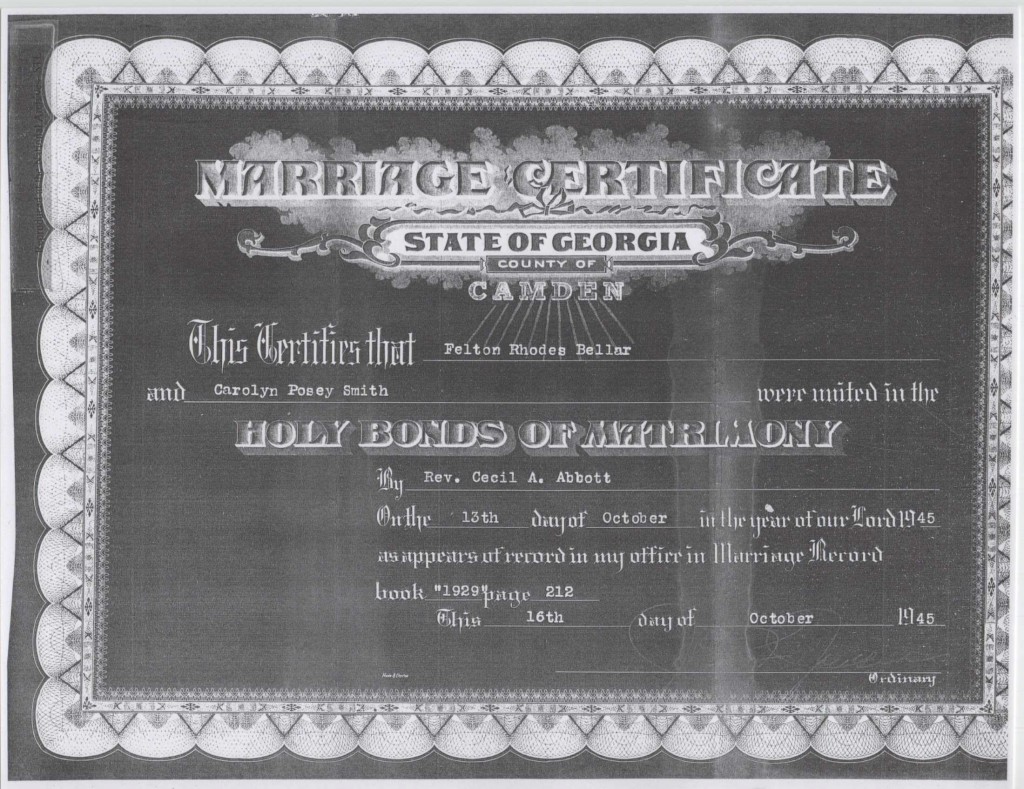 MARRIAGE CERTIFICATE
STATE OF GEORGIA
COUNTY OF
CAMDEN
This Certifies that Felton Rhodes Bellar
and Carolyn Posey Smith were united in the
HOLY BONDS OF MATRIMONY
By Rev. Cecil A. Abbott
On the 13th day of October in the year of our Lord 1945
as appears of record in my office in Marriage Record
book "1929" page 212
This 16th day of October 1945
Ordinary